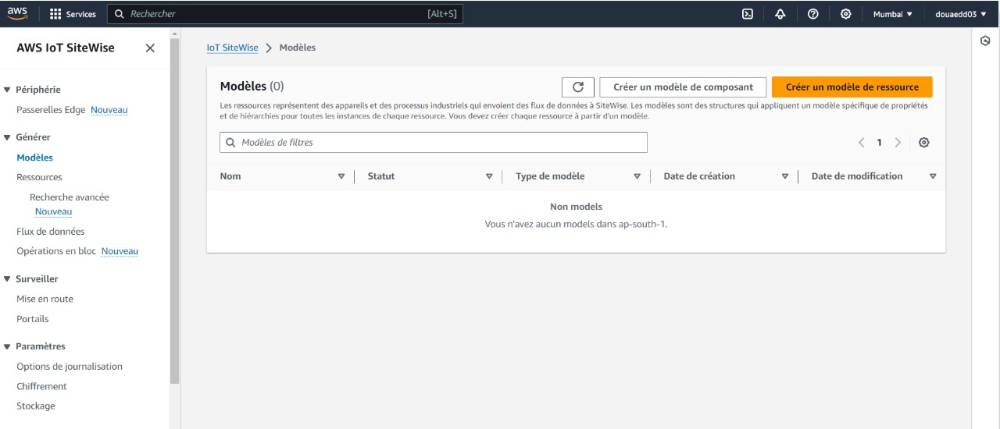 aws
Services
Rechercher [Alt+S]
Mumbai
douaedd03
AWS IoT SiteWise
Périphérie
Passerelles Edge Nouveau
Générer
Modèles
Ressources
Recherche avancée
Nouveau
Flux de données
Opérations en bloc Nouveau
Surveiller
Mise en route
Portails
Paramètres
Options de journalisation
Chiffrement
Stockage
IoT SiteWise > Modèles
Modèles (0)
Créer un modèle de composant
Créer un modèle de ressource
Les ressources représentent des appareils et des processus industriels qui envoient des flux de données à SiteWise. Les modèles sont des structures qui appliquent un modèle spécifique de propriétés
et de hiérarchies pour toutes les instances de chaque ressource. Vous devez créer chaque ressource à partir d'un modèle.
Modèles de filtres
1
Nom Statut Type de modèle Date de création Date de modification
Non models
Vous n'avez aucun models dans ap-south-1.